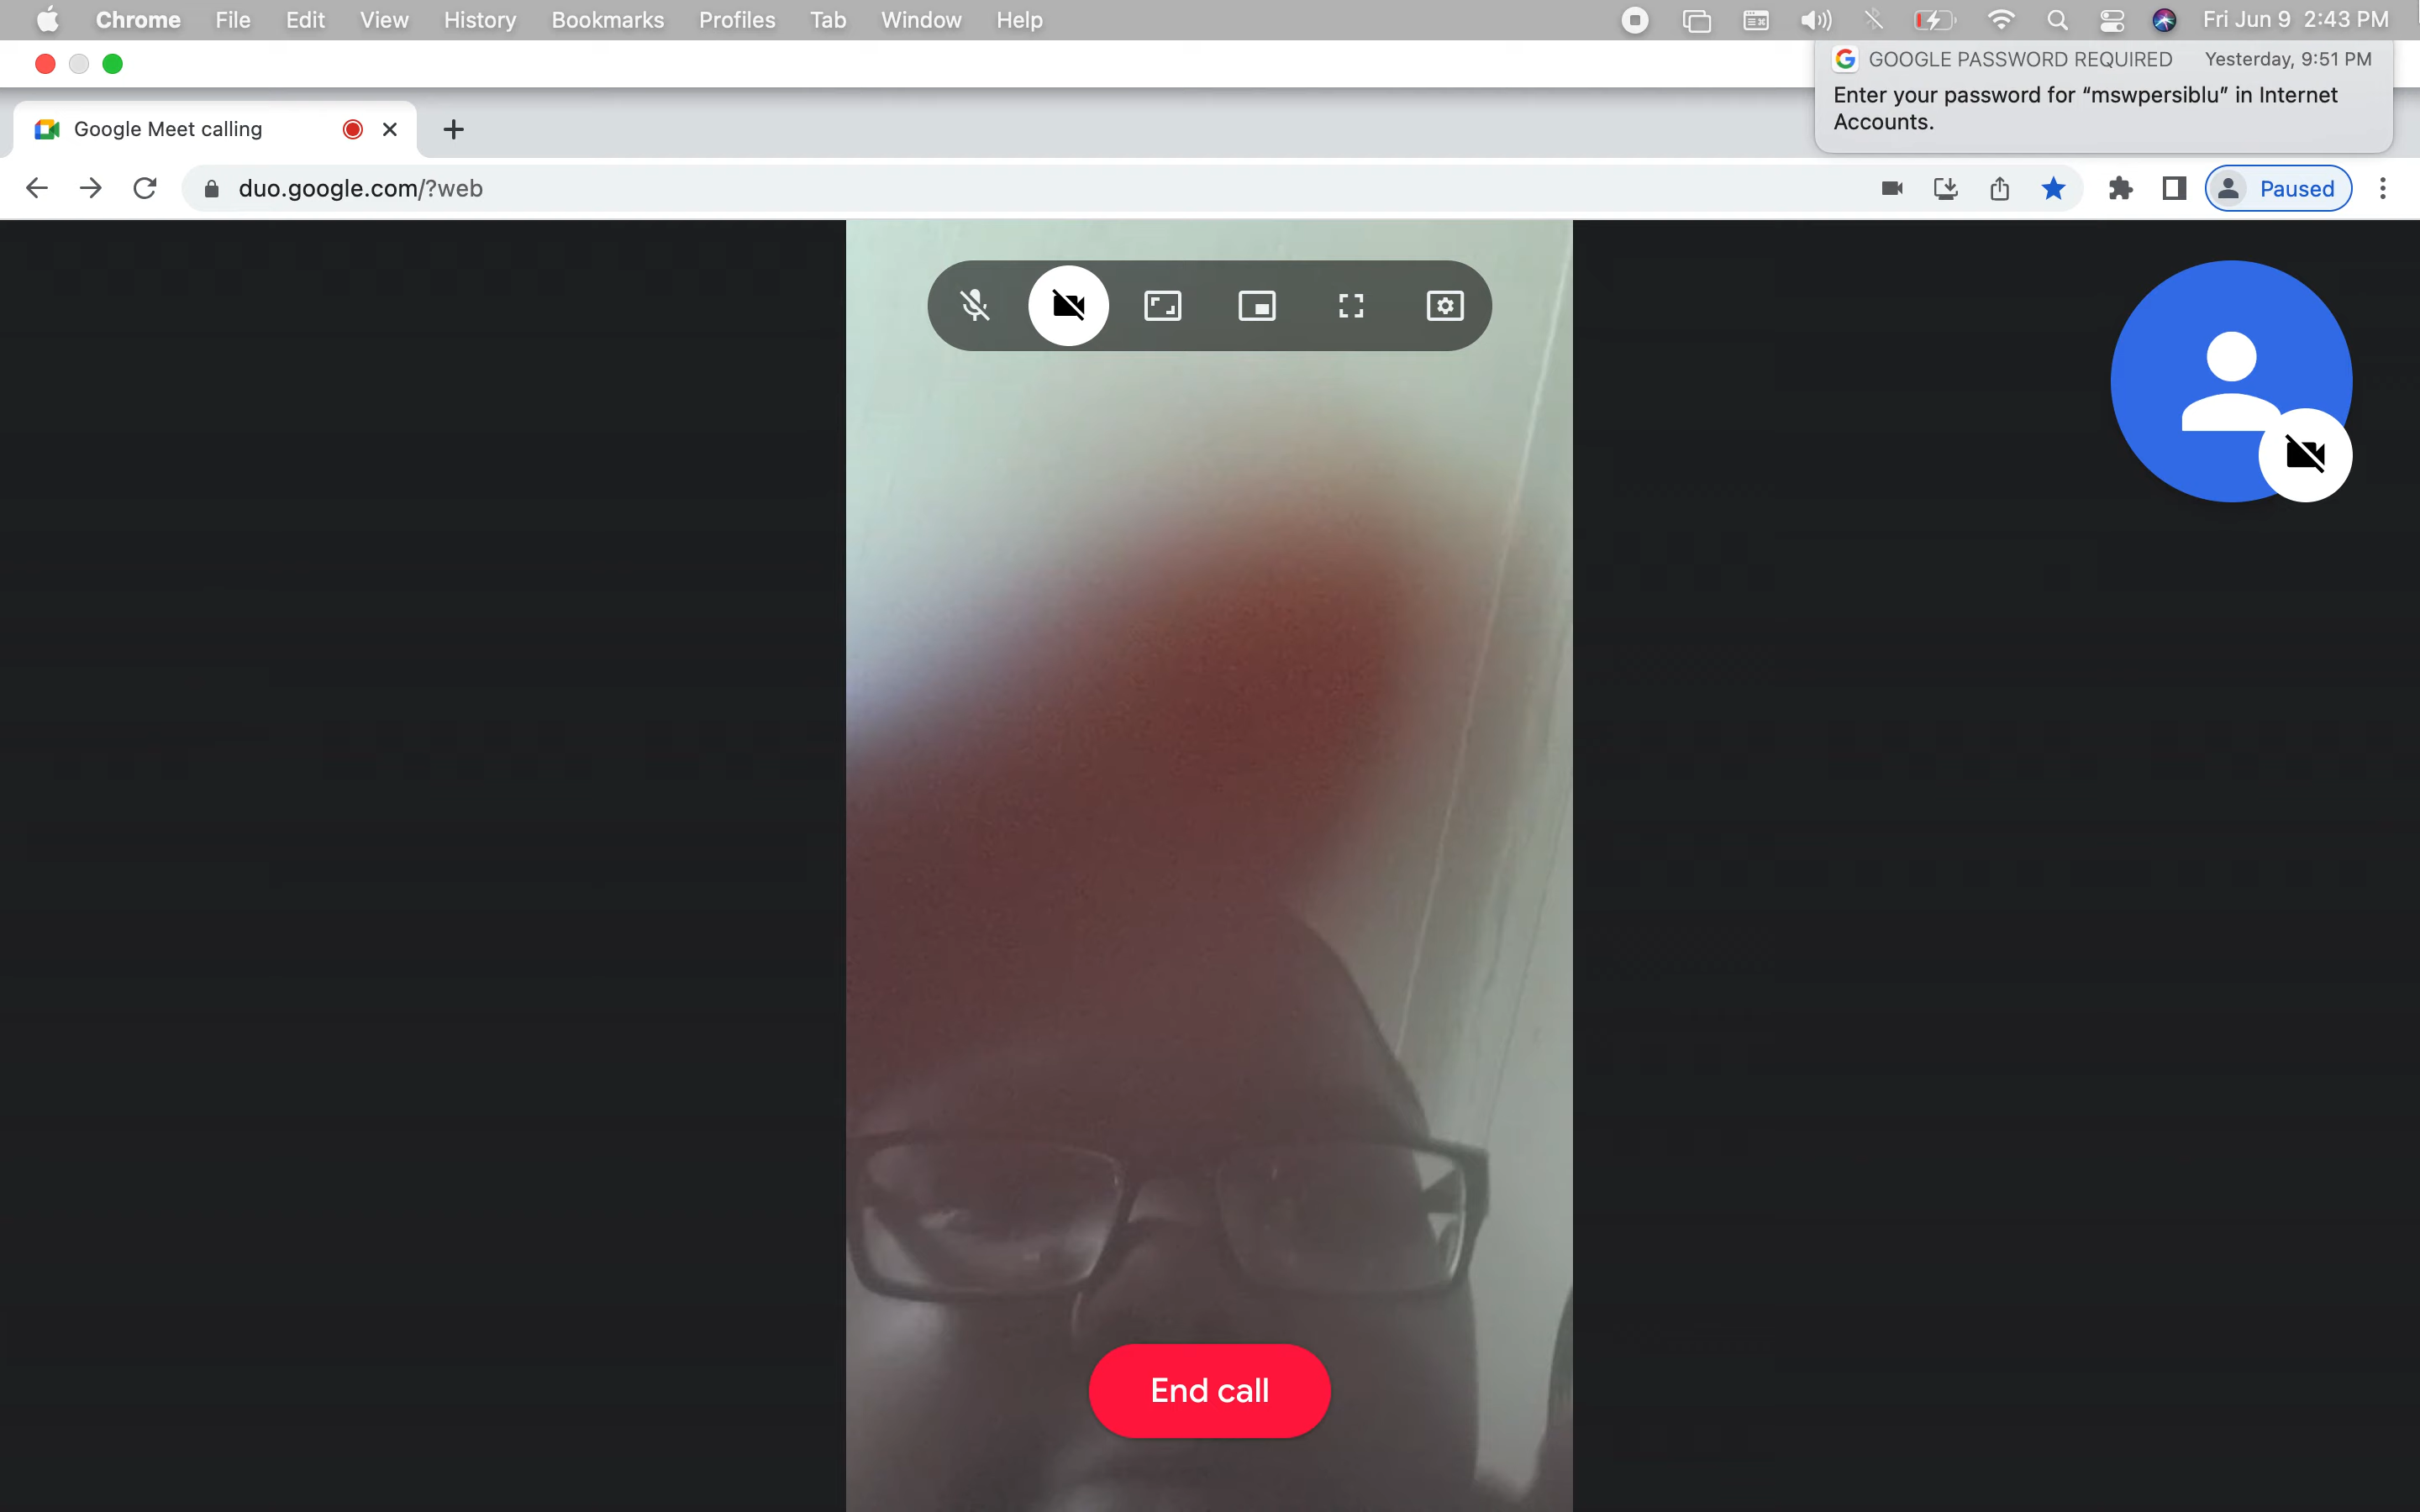 Chrome File Edit View History Bookmarks Profiles Tab Window Help Fri Jun 9 2:43 PM
GOOGLE PASSWORD REQUIRED Yesterday, 9:51 PM
Enter your password for “mswpersiblu” in Internet
Accounts.
Google Meet calling
duo.google.com/?web Paused
End call